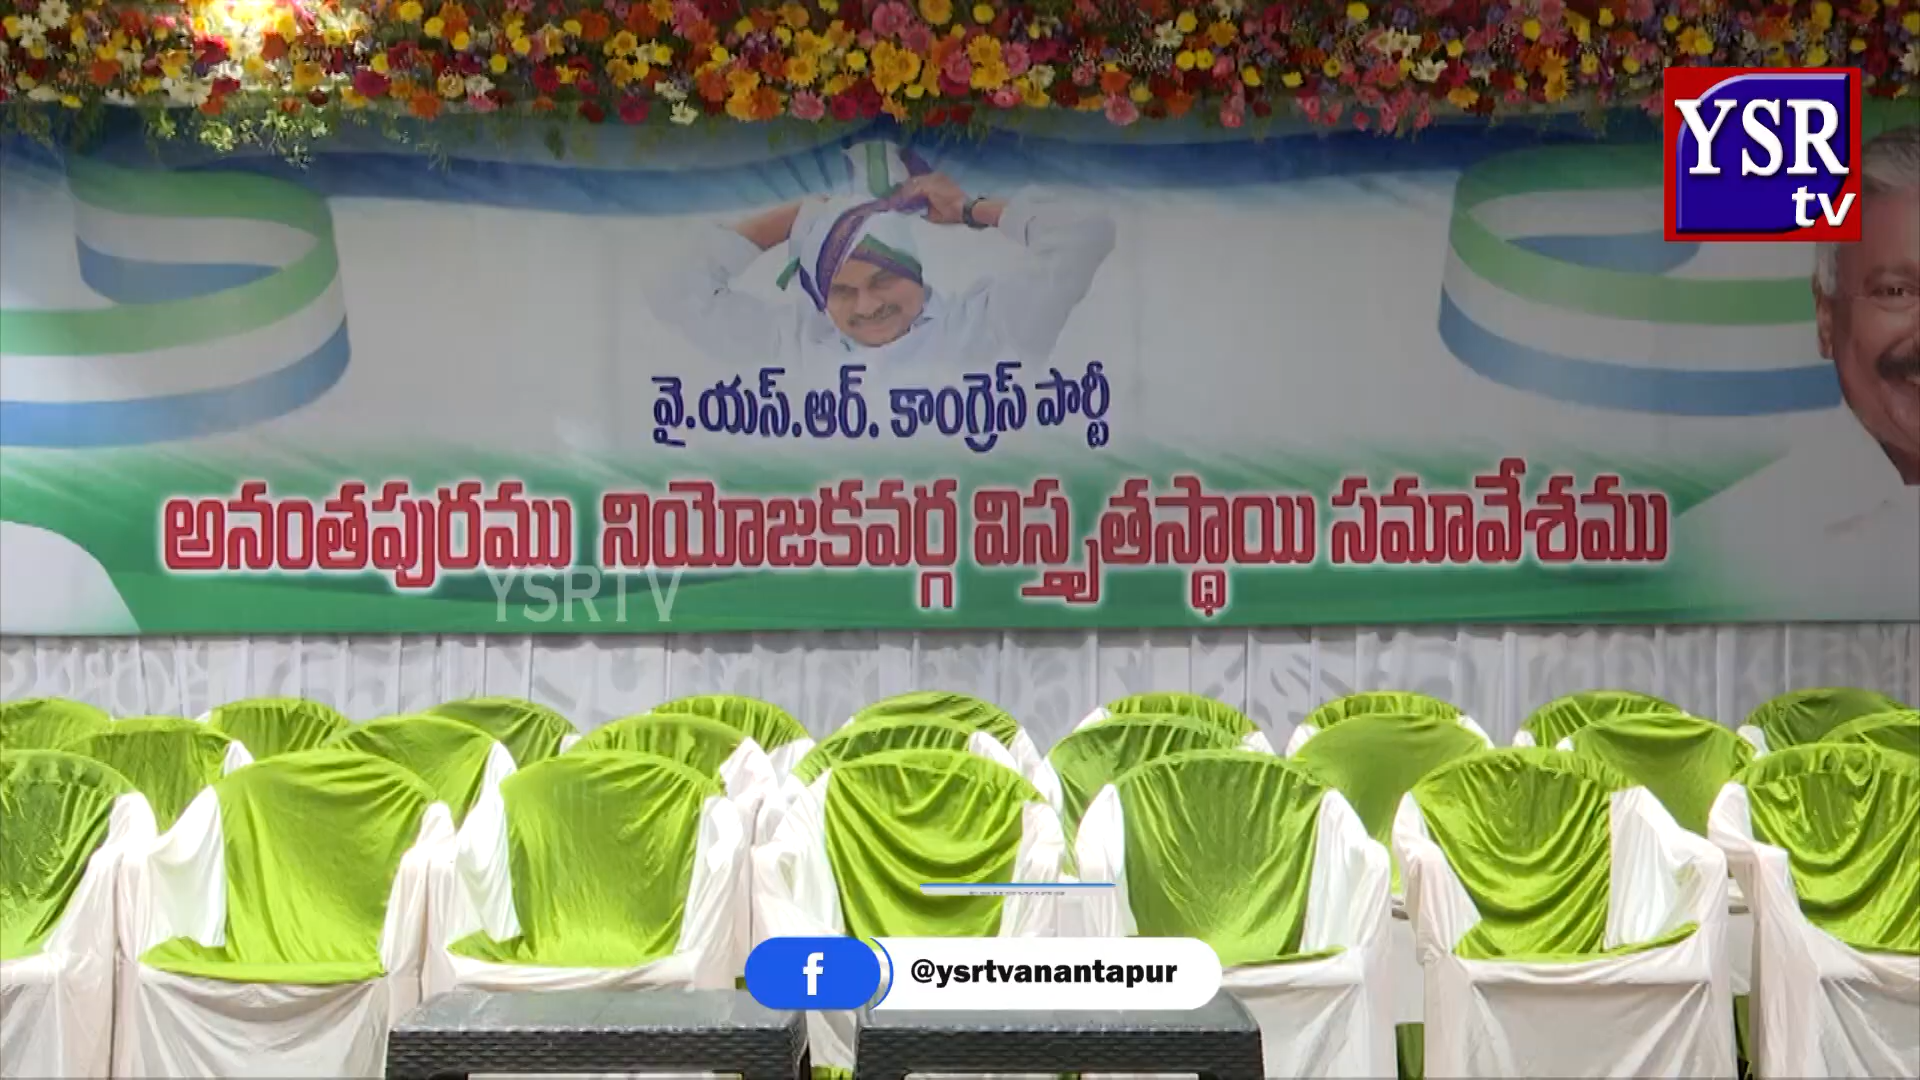 YSR
tv
వై.యస్.ఆర్. కాంగ్రెస్ పార్టీ
అనంతపురము నియోజకవర్గ విస్తృతస్థాయి సమావేశము
YSRTV
f @ysrtvanantapur